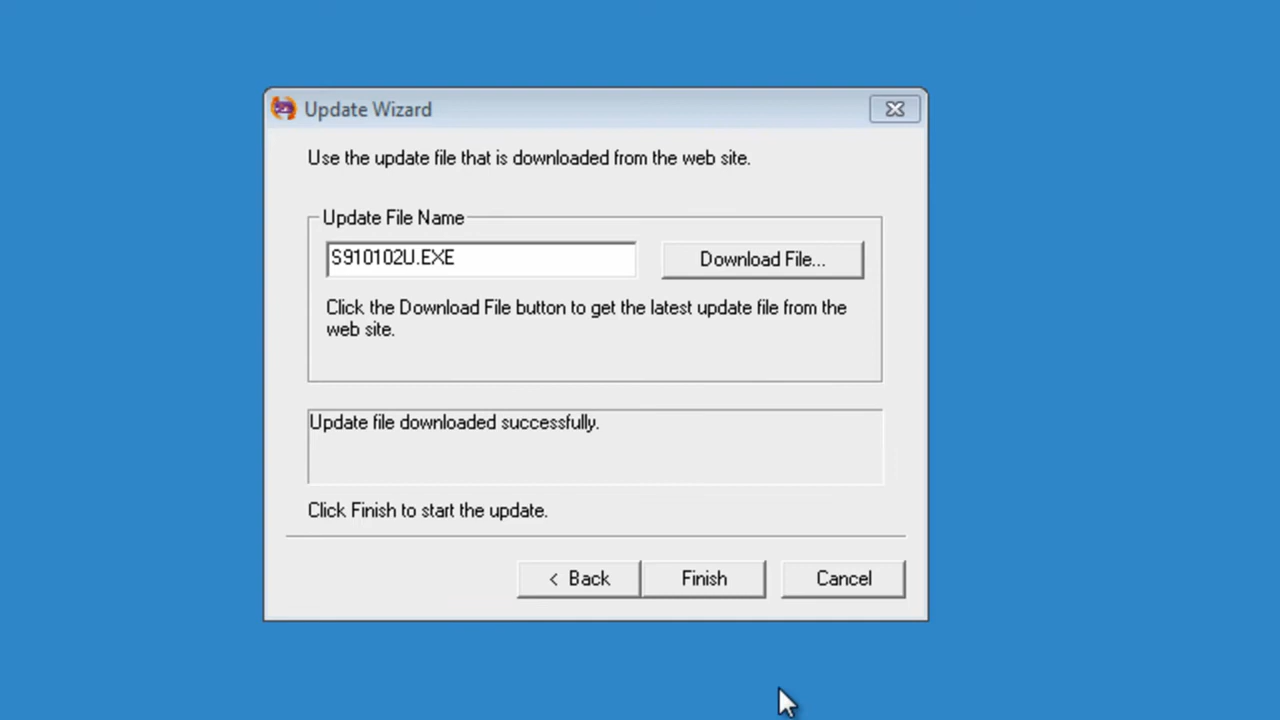 Update Wizard
Use the update file that is downloaded from the web site.
Update File Name
S910102U.EXE
Download File...
Click the Download File button to get the latest update file from the
web site.
Update file downloaded successfully.
Click Finish to start the update.
< Back
Finish
Cancel